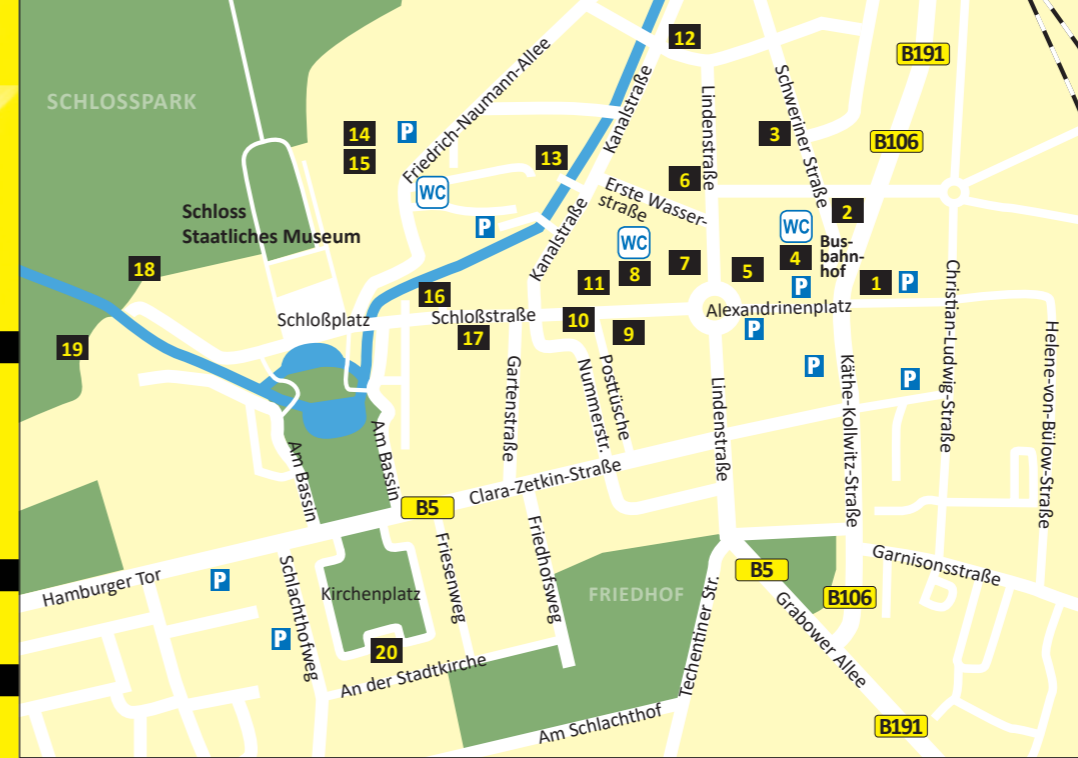 12
B191
SCHLOSSPARK
Friedrich-Naumann-Allee
Kanalstraße
Lindenstraße
Schweriner Straße
14
P
3
B106
15
13
WC
6
Erste Wasser-
straße
Schloss
Staatliches Museum
P
Kanalstraße
WC
WC
2
Bus-
bahn-
hof
18
11
8
7
5
4
1
P
P
16
Schloßplatz
Schloßstraße
10
9
Alexandrinenplatz
P
Christian-Ludwig-Straße
Helene-von-Bülow-Straße
19
17
P
P
Gartenstraße
Nummerstr.
Posttüsche
Lindenstraße
Käthe-Kollwitz-Straße
Am Bassin
Am Bassin
Clara-Zetkin-Straße
B5
Hamburger Tor
P
Schlachthofweg
Kirchenplatz
Friesenweg
Friedhofsweg
FRIEDHOF
B5
Garnisonsstraße
B106
P
20
An der Stadtkirche
Techentiner Str.
Grabower Allee
Am Schlachthof
B191